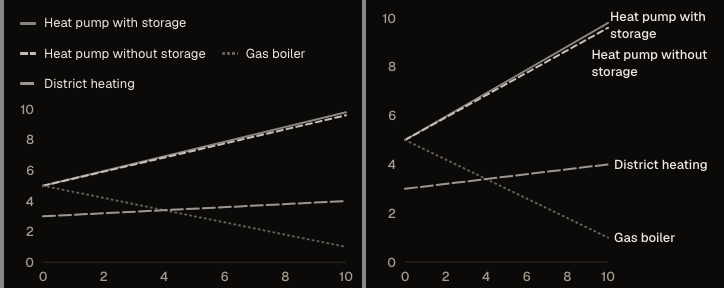 Heat pump with storage
Heat pump without storage Gas boiler
District heating
10
8
6
4
2
0
0 2 4 6 8 10
10
8
6
4
2
0
0 2 4 6 8 10
Heat pump with
storage
Heat pump without
storage
District heating
Gas boiler